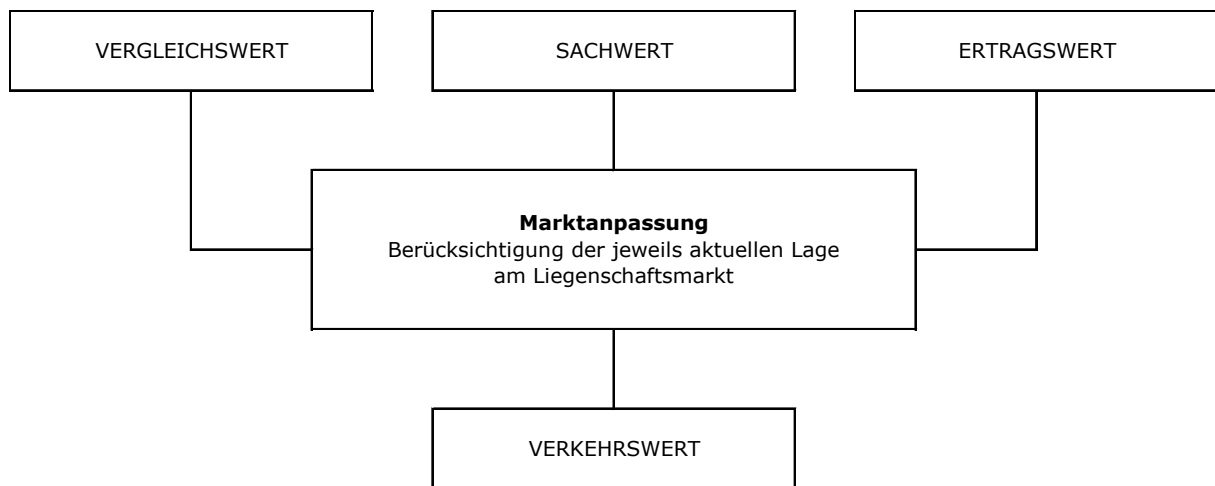 VERGLEICHSWERT
SACHWERT
ERTRAGSWERT
Marktanpassung
Berücksichtigung der jeweils aktuellen Lage
am Liegenschaftsmarkt
VERKEHRSWERT